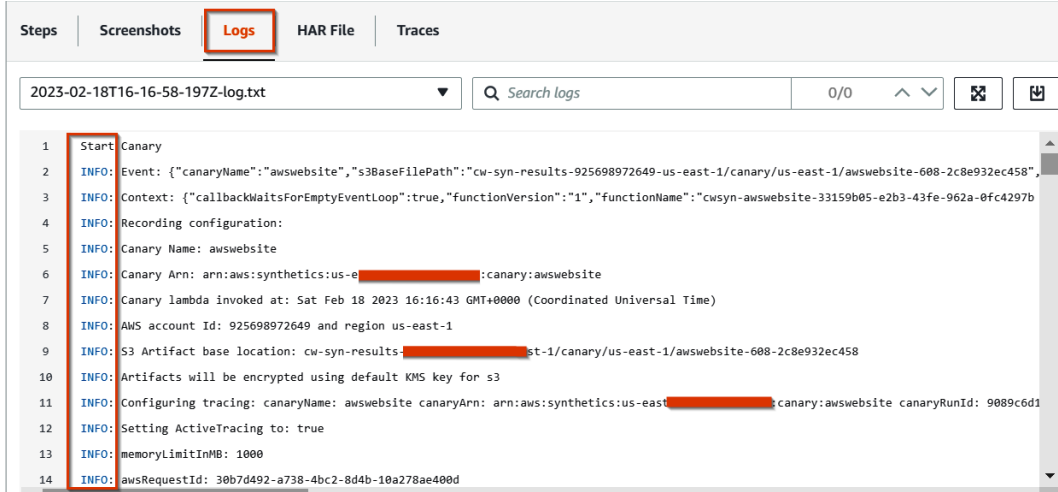 Steps Screenshots Logs HAR File Traces
2023-02-18T16-16-58-197Z-log.txt Search logs 0/0
1 Start Canary
2 INFO: Event: {"canaryName":"awswebsite","s3BaseFilePath":"cw-syn-results-925698972649-us-east-1/canary/us-east-1/awswebsite-608-2c8e932ec458",
3 INFO: Context: {"callbackWaitsForEmptyEventLoop":true,"functionVersion":"1","functionName":"cwsyn-awswebsite-33159b05-e2b3-43fe-962a-0fc4297b
4 INFO: Recording configuration:
5 INFO: Canary Name: awswebsite
6 INFO: Canary Arn: arn:aws:synthetics:us-e :canary:awswebsite
7 INFO: Canary lambda invoked at: Sat Feb 18 2023 16:16:43 GMT+0000 (Coordinated Universal Time)
8 INFO: AWS account Id: 925698972649 and region us-east-1
9 INFO: S3 Artifact base location: cw-syn-results- st-1/canary/us-east-1/awswebsite-608-2c8e932ec458
10 INFO: Artifacts will be encrypted using default KMS key for s3
11 INFO: Configuring tracing: canaryName: awswebsite canaryArn: arn:aws:synthetics:us-east :canary:awswebsite canaryRunId: 9089c6d1
12 INFO: Setting ActiveTracing to: true
13 INFO: memoryLimitInMB: 1000
14 INFO: awsRequestId: 30b7d492-a738-4bc2-8d4b-10a278ae400d